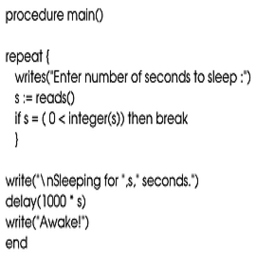 procedure main()
repeat {
writes("Enter number of seconds to sleep :")
s := reads()
if s = ( 0 < integer(s)) then break
}
write("\nSleeping for ",s," seconds.")
delay(1000 * s)
write("Awake!")
end